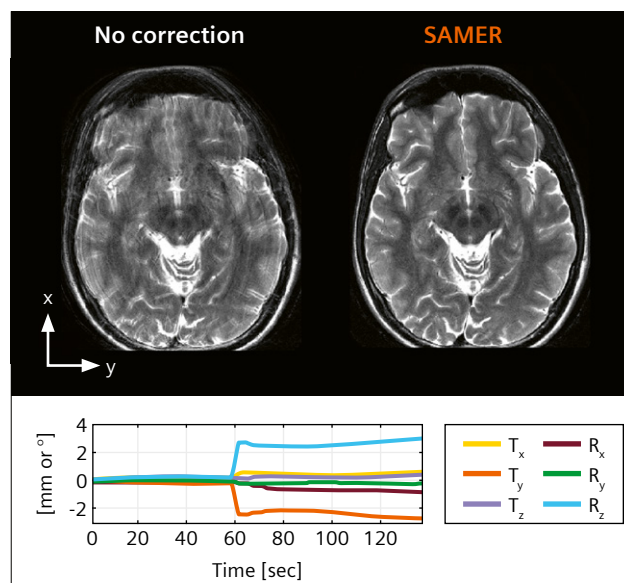 No correction SAMER
x
y
4
2
0
-2
[mm or °]
0 20 40 60 80 100 120
Time [sec]
Tx Rx
Ty Ry
Tz Rz